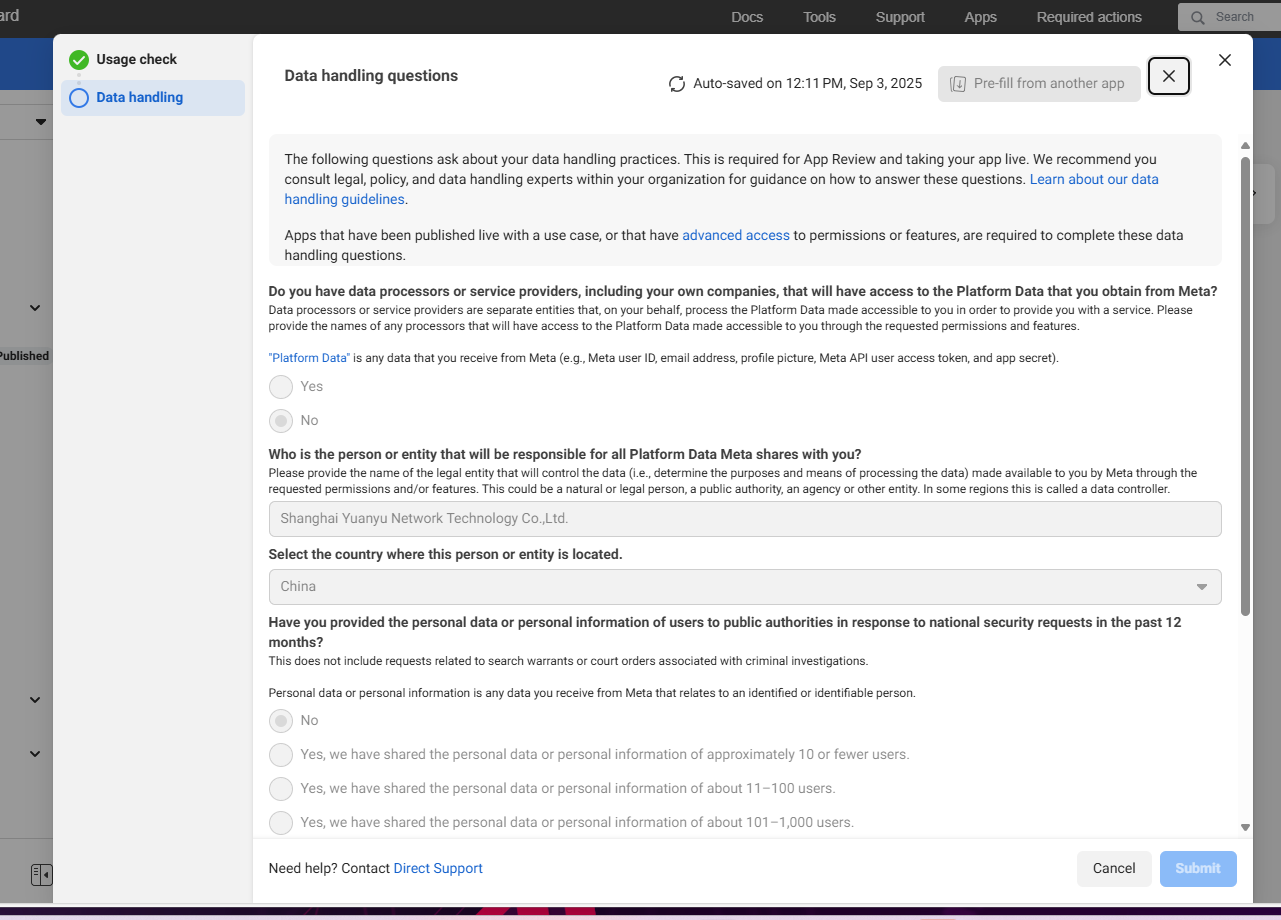 ard
Docs
Tools
Support
Apps
Required actions
Search
Usage check
Data handling
Published
Data handling questions
Auto-saved on 12:11 PM, Sep 3, 2025
Pre-fill from another app
The following questions ask about your data handling practices. This is required for App Review and taking your app live. We recommend you
consult legal, policy, and data handling experts within your organization for guidance on how to answer these questions. Learn about our data
handling guidelines.
Apps that have been published live with a use case, or that have advanced access to permissions or features, are required to complete these data
handling questions.
Do you have data processors or service providers, including your own companies, that will have access to the Platform Data that you obtain from Meta?
Data processors or service providers are separate entities that, on your behalf, process the Platform Data made accessible to you in order to provide you with a service. Please
provide the names of any processors that will have access to the Platform Data made accessible to you through the requested permissions and features.
"Platform Data" is any data that you receive from Meta (e.g., Meta user ID, email address, profile picture, Meta API user access token, and app secret).
Yes
No
Who is the person or entity that will be responsible for all Platform Data Meta shares with you?
Please provide the name of the legal entity that will control the data (i.e., determine the purposes and means of processing the data) made available to you by Meta through the
requested permissions and/or features. This could be a natural or legal person, a public authority, an agency or other entity. In some regions this is called a data controller.
Shanghai Yuanyu Network Technology Co.,Ltd.
Select the country where this person or entity is located.
China
Have you provided the personal data or personal information of users to public authorities in response to national security requests in the past 12
months?
This does not include requests related to search warrants or court orders associated with criminal investigations.
Personal data or personal information is any data you receive from Meta that relates to an identified or identifiable person.
No
Yes, we have shared the personal data or personal information of approximately 10 or fewer users.
Yes, we have shared the personal data or personal information of about 11–100 users.
Yes, we have shared the personal data or personal information of about 101–1,000 users.
Need help? Contact Direct Support
Cancel
Submit